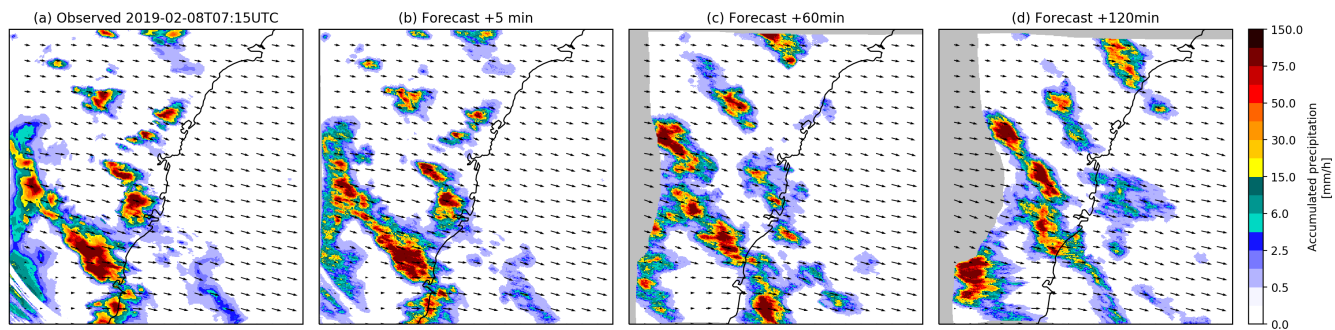 (a) Observed 2019-02-08T07:15UTC
(b) Forecast +5 min
(c) Forecast +60min
(d) Forecast +120min
150.0
75.0
50.0
30.0
15.0
6.0
2.5
0.5
0.0
Accumulated precipitation
[mm/h]